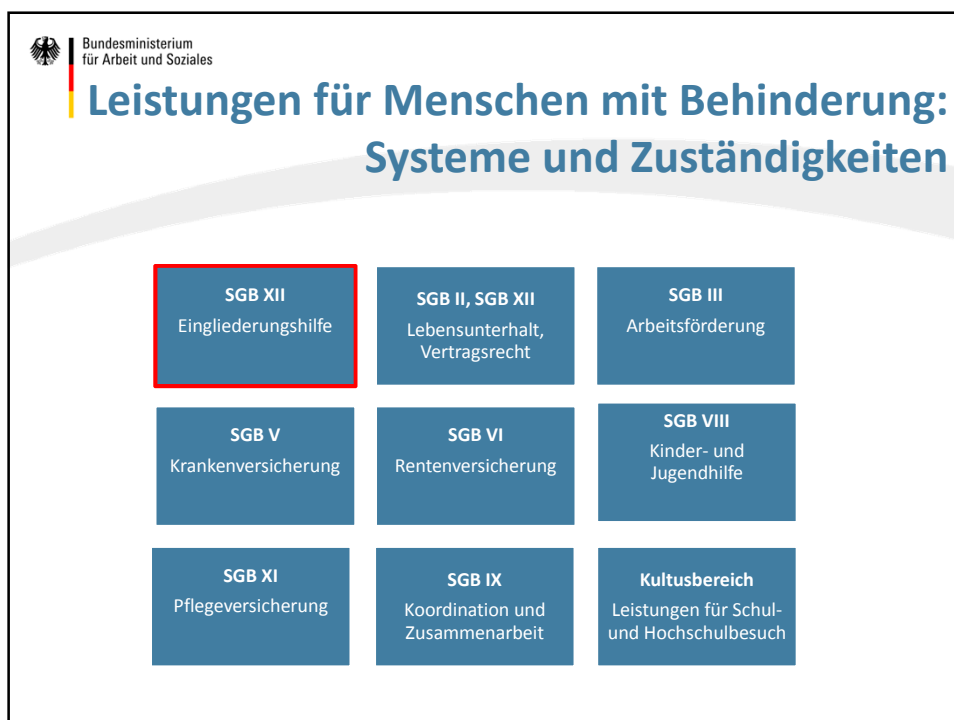 Bundesministerium
für Arbeit und Soziales
Leistungen für Menschen mit Behinderung:
Systeme und Zuständigkeiten
SGB XII
Eingliederungshilfe
SGB II, SGB XII
Lebensunterhalt,
Vertragsrecht
SGB III
Arbeitsförderung
SGB V
Krankenversicherung
SGB VI
Rentenversicherung
SGB VIII
Kinder- und
Jugendhilfe
SGB XI
Pflegeversicherung
SGB IX
Koordination und
Zusammenarbeit
Kultusbereich
Leistungen für Schul-
und Hochschulbesuch